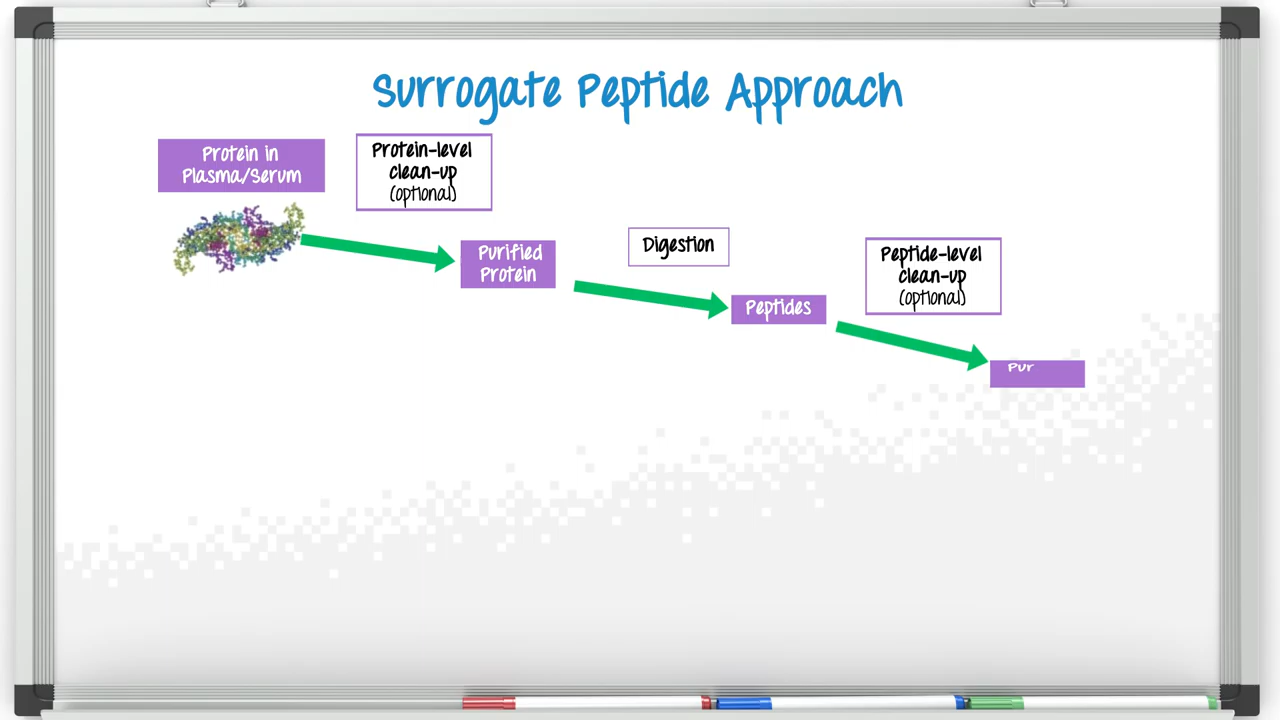 Surrogate Peptide Approach
Protein in
Plasma/Serum
Protein-level
clean-up
(optional)
Purified
Protein
Digestion
Peptides
Peptide-level
clean-up
(optional)
Pur